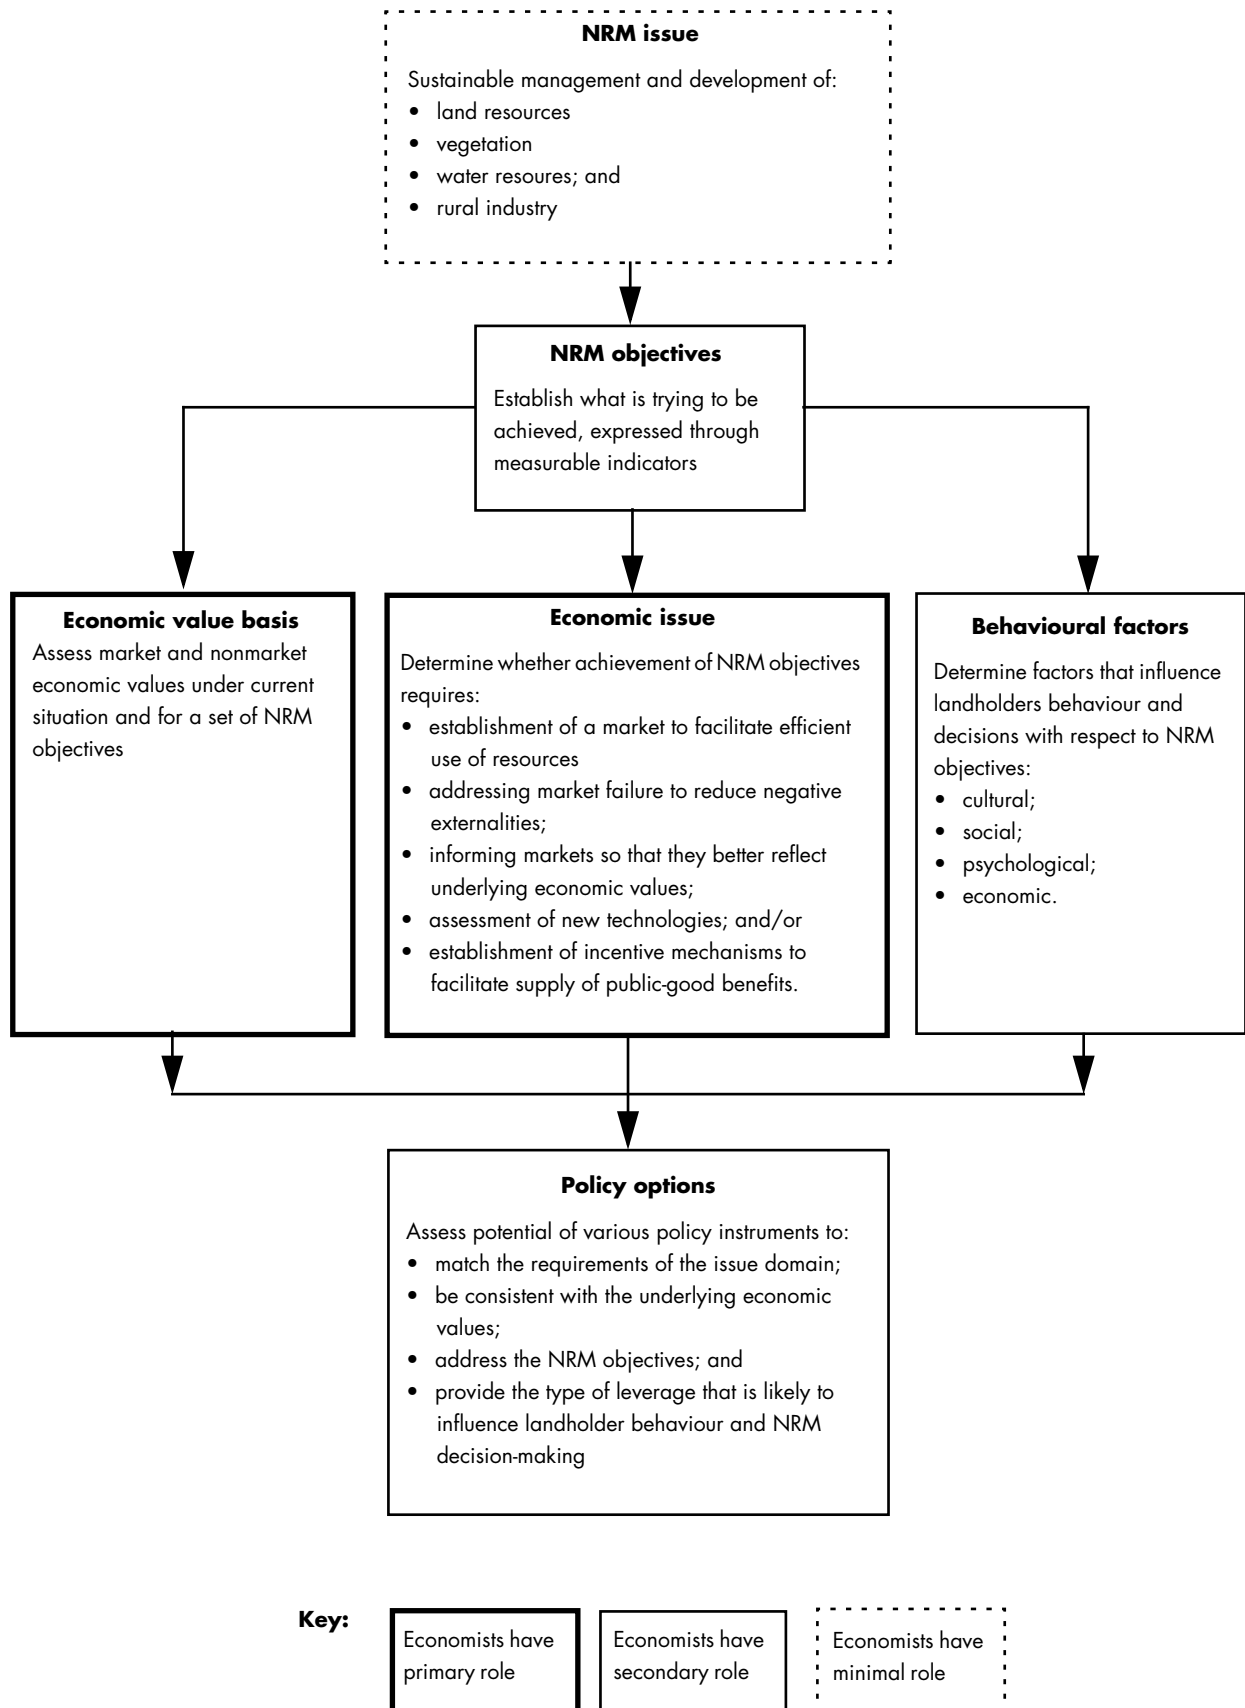 NRM issue
Sustainable management and development of:
• land resources
• vegetation
• water resoures; and
• rural industry
NRM objectives
Establish what is trying to be
achieved, expressed through
measurable indicators
Economic value basis
Assess market and nonmarket
economic values under current
situation and for a set of NRM
objectives
Economic issue
Determine whether achievement of NRM objectives
requires:
• establishment of a market to facilitate efficient
use of resources
• addressing market failure to reduce negative
externalities;
• informing markets so that they better reflect
underlying economic values;
• assessment of new technologies; and/or
• establishment of incentive mechanisms to
facilitate supply of public-good benefits.
Behavioural factors
Determine factors that influence
landholders behaviour and
decisions with respect to NRM
objectives:
• cultural;
• social;
• psychological;
• economic.
Policy options
Assess potential of various policy instruments to:
• match the requirements of the issue domain;
• be consistent with the underlying economic
values;
• address the NRM objectives; and
• provide the type of leverage that is likely to
influence landholder behaviour and NRM
decision-making
Key:
Economists have
primary role
Economists have
secondary role
Economists have
minimal role